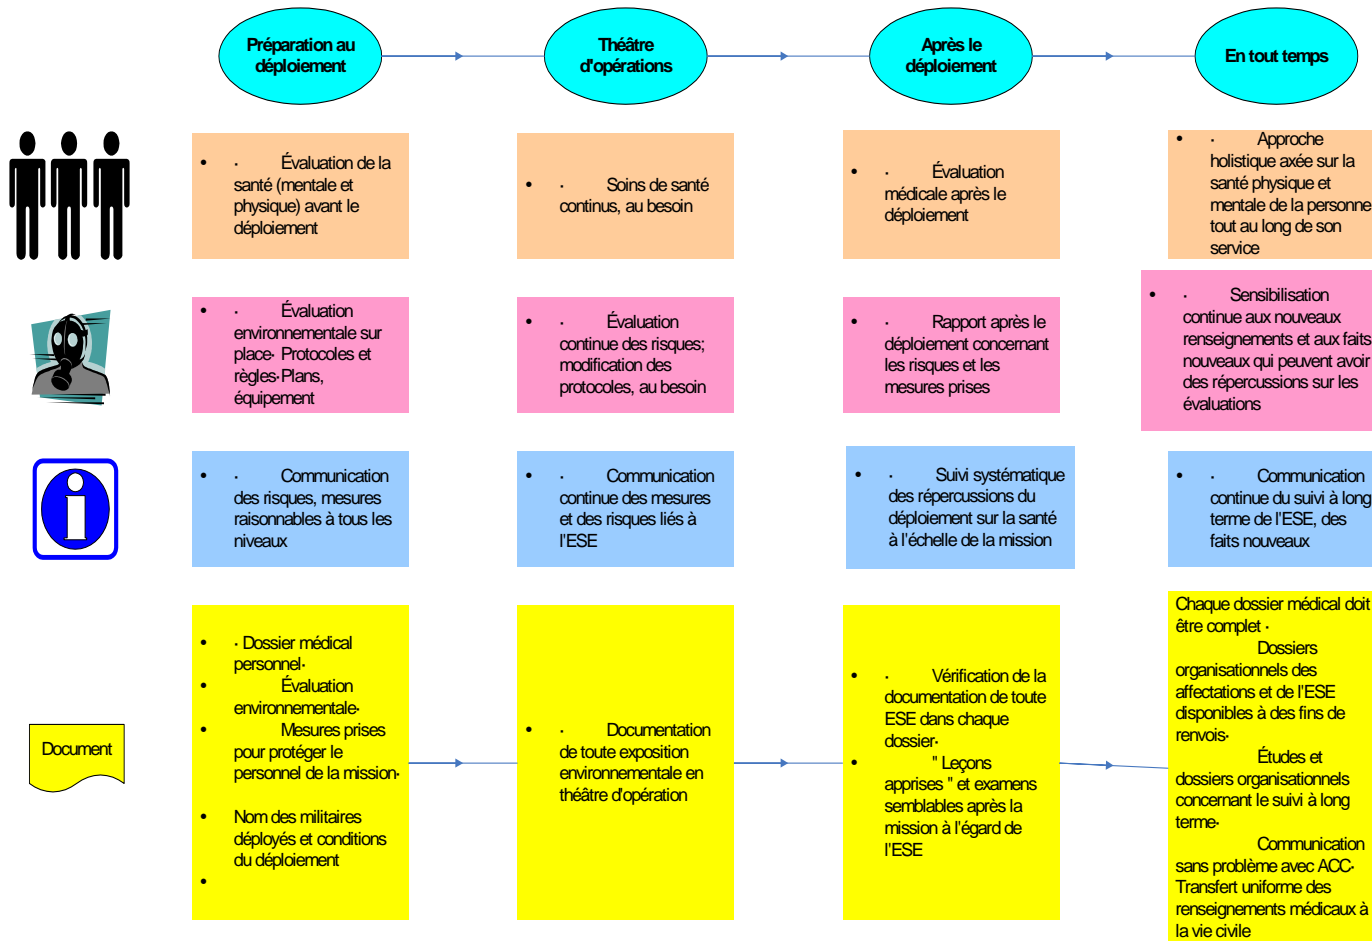 Préparation au
déploiement
Théâtre
d'opérations
Après le
déploiement
En tout temps
• · Évaluation de la
santé (mentale et
physique) avant le
déploiement
• · Soins de santé
continus, au besoin
• · Évaluation
médicale après le
déploiement
• · Approche
holistique axée sur la
santé physique et
mentale de la personne
tout au long de son
service
• · Évaluation
environnementale sur
place· Protocoles et
règles·Plans,
équipement
• · Évaluation
continue des risques;
modification des
protocoles, au besoin
• · Rapport après le
déploiement concernant
les risques et les
mesures prises
• · Sensibilisation
continue aux nouveaux
renseignements et aux faits
nouveaux qui peuvent avoir
des répercussions sur les
évaluations
• · Communication
des risques, mesures
raisonnables à tous les
niveaux
• · Communication
continue des mesures
et des risques liés à
l'ESE
• · Suivi systématique
des répercussions du
déploiement sur la santé
à l'échelle de la mission
• · Communication
continue du suivi à long
terme de l'ESE, des
faits nouveaux
Document
• · Dossier médical
personnel·
• Évaluation
environnementale·
• Mesures prises
pour protéger le
personnel de la mission·
• Nom des militaires
déployés et conditions
du déploiement
•
• · Documentation
de toute exposition
environnementale en
théâtre d'opération
• · Vérification de la
documentation de toute
ESE dans chaque
dossier·
• " Leçons
apprises " et examens
semblables après la
mission à l'égard de
l'ESE
Chaque dossier médical doit
être complet ·
Dossiers
organisationnels des
affectations et de l'ESE
disponibles à des fins de
renvois·
Études et
dossiers organisationnels
concernant le suivi à long
terme·
Communication
sans problème avec ACC·
Transfert uniforme des
renseignements médicaux à
la vie civile